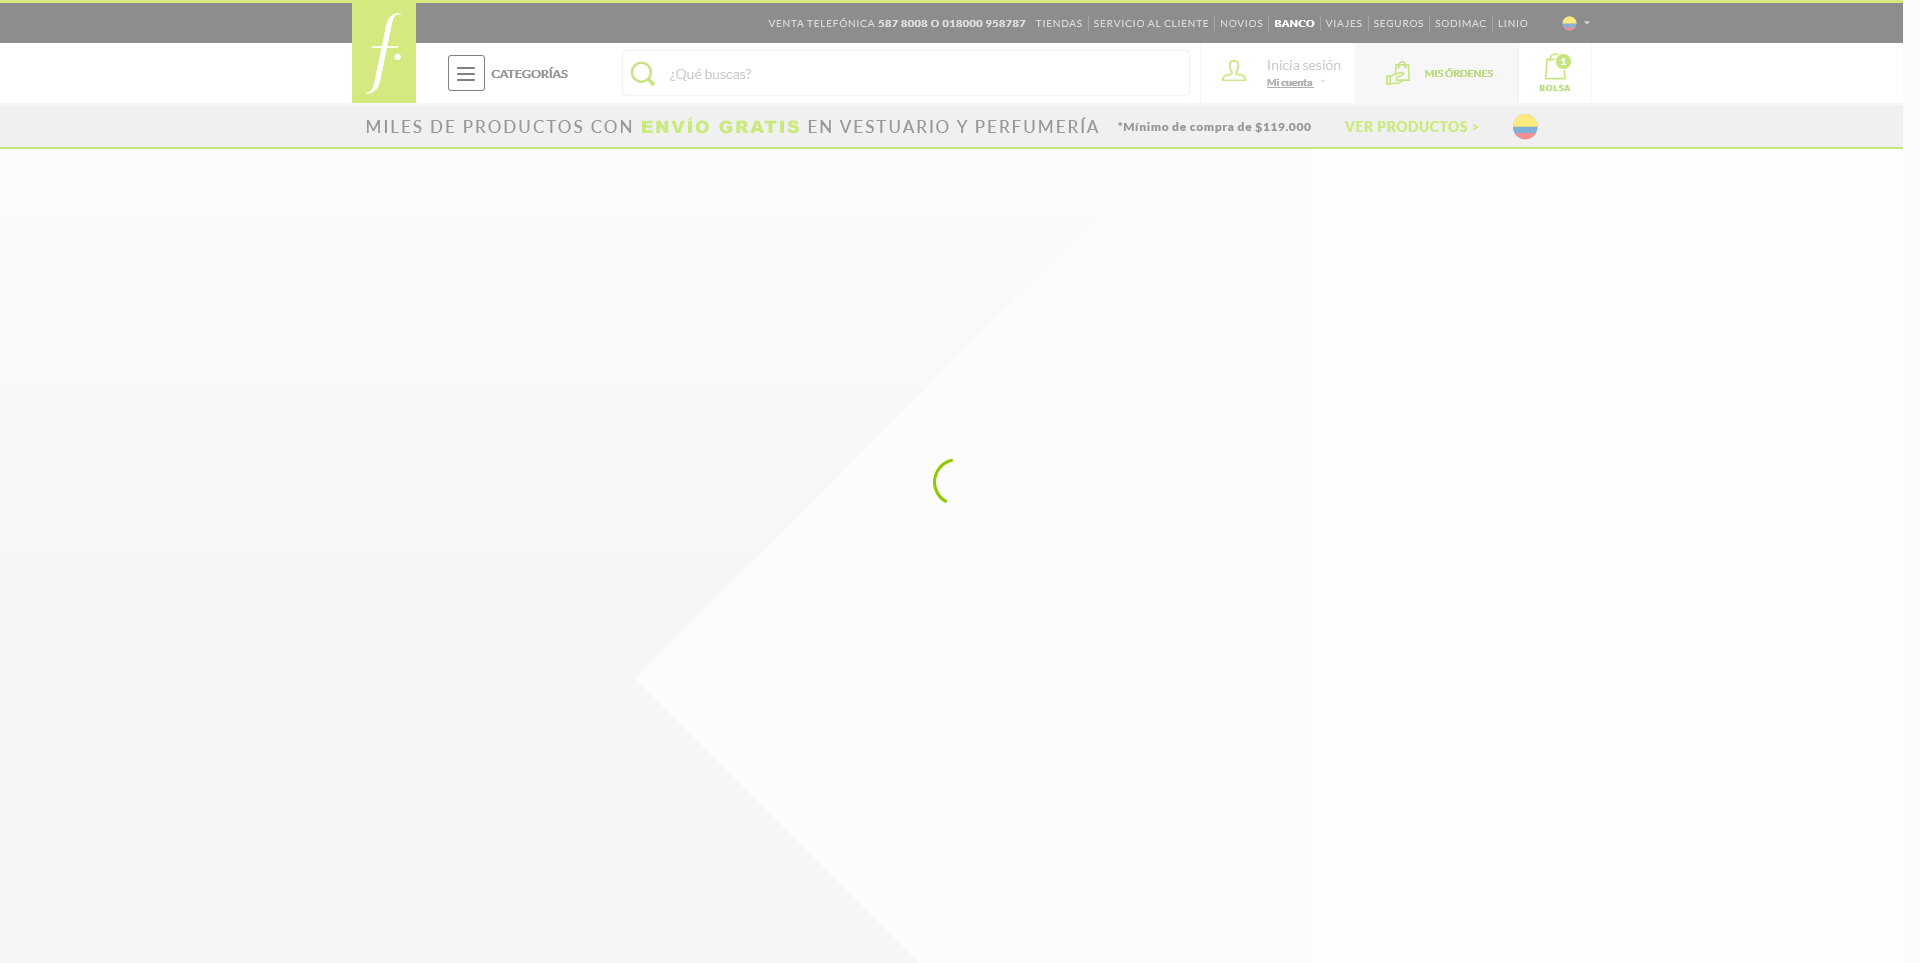 VENTA TELEFÓNICA 587 8008 O 018000 958787 TIENDAS SERVICIO AL CLIENTE NOVIOS BANCO VIAJES SEGUROS SODIMAC LINIO
f.
CATEGORÍAS
¿Qué buscas?
Inicia sesión
Mi cuenta
MIS ÓRDENES
1
BOLSA
MILES DE PRODUCTOS CON ENVÍO GRATIS EN VESTUARIO Y PERFUMERÍA *Mínimo de compra de $119.000 VER PRODUCTOS >